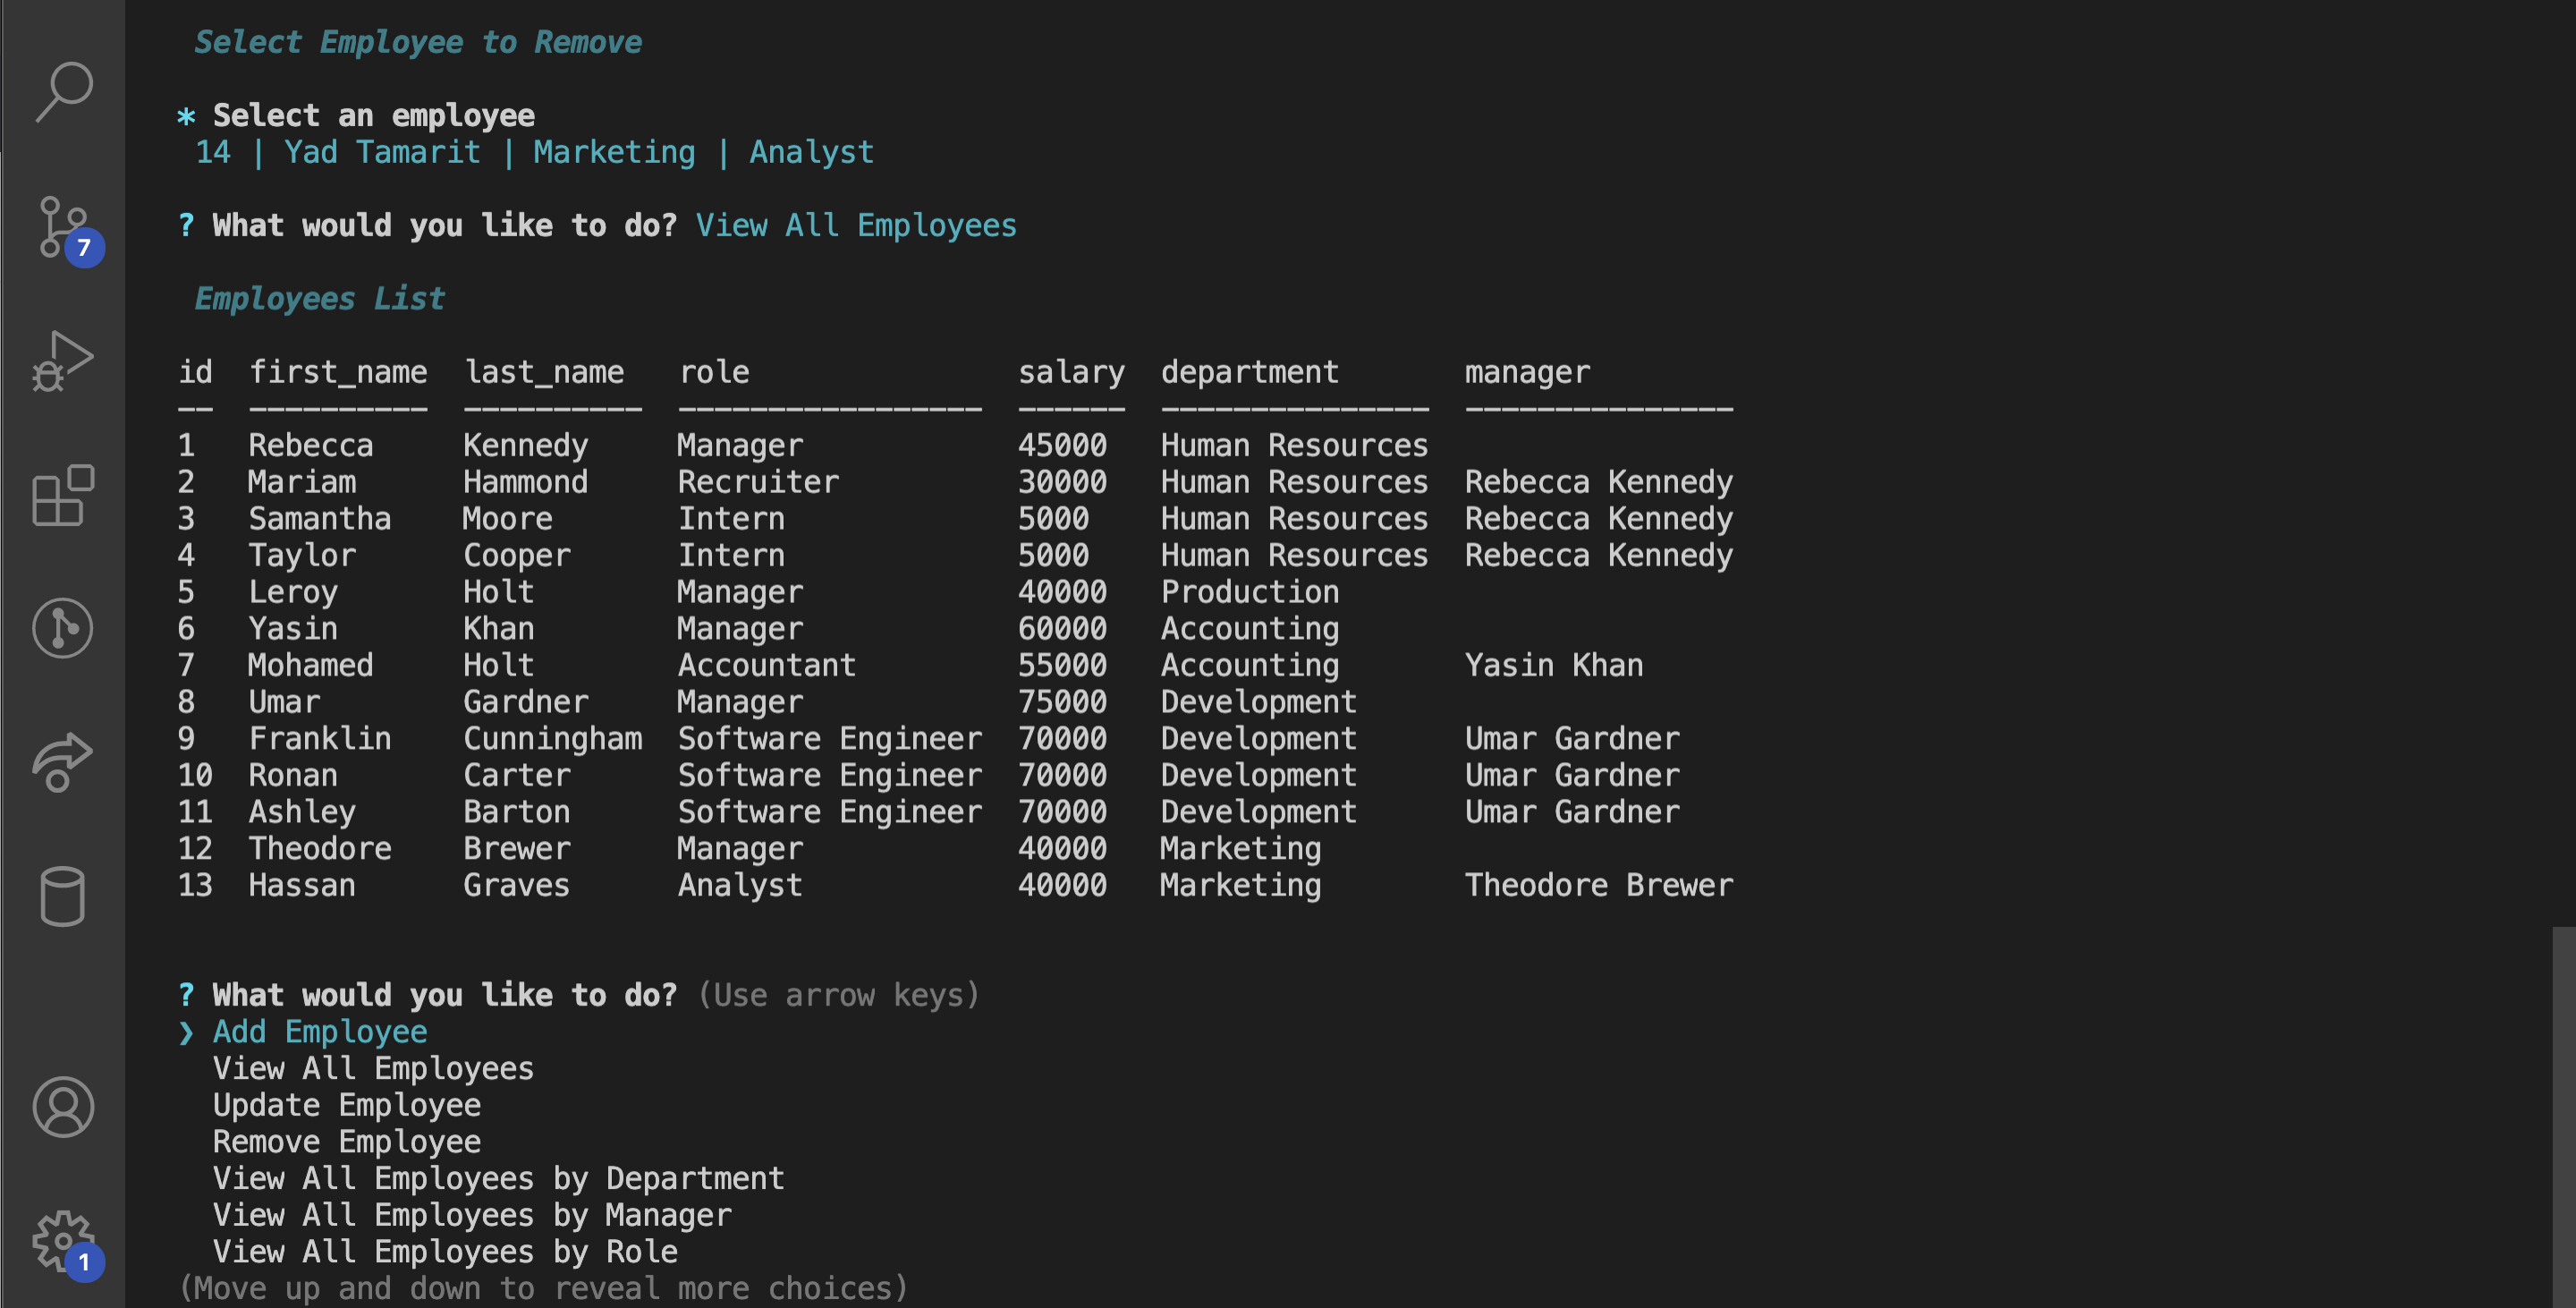 Select Employee to Remove
* Select an employee
14 | Yad Tamarit | Marketing | Analyst
? What would you like to do? View All Employees
Employees List
id first_name last_name role salary department manager
-- ---------- ---------- ----------------- ------ --------------- ---------------
1 Rebecca Kennedy Manager 45000 Human Resources
2 Mariam Hammond Recruiter 30000 Human Resources Rebecca Kennedy
3 Samantha Moore Intern 5000 Human Resources Rebecca Kennedy
4 Taylor Cooper Intern 5000 Human Resources Rebecca Kennedy
5 Leroy Holt Manager 40000 Production
6 Yasin Khan Manager 60000 Accounting
7 Mohamed Holt Accountant 55000 Accounting Yasin Khan
8 Umar Gardner Manager 75000 Development
9 Franklin Cunningham Software Engineer 70000 Development Umar Gardner
10 Ronan Carter Software Engineer 70000 Development Umar Gardner
11 Ashley Barton Software Engineer 70000 Development Umar Gardner
12 Theodore Brewer Manager 40000 Marketing
13 Hassan Graves Analyst 40000 Marketing Theodore Brewer
? What would you like to do? (Use arrow keys)
❯ Add Employee
View All Employees
Update Employee
Remove Employee
View All Employees by Department
View All Employees by Manager
View All Employees by Role
(Move up and down to reveal more choices)
7
1